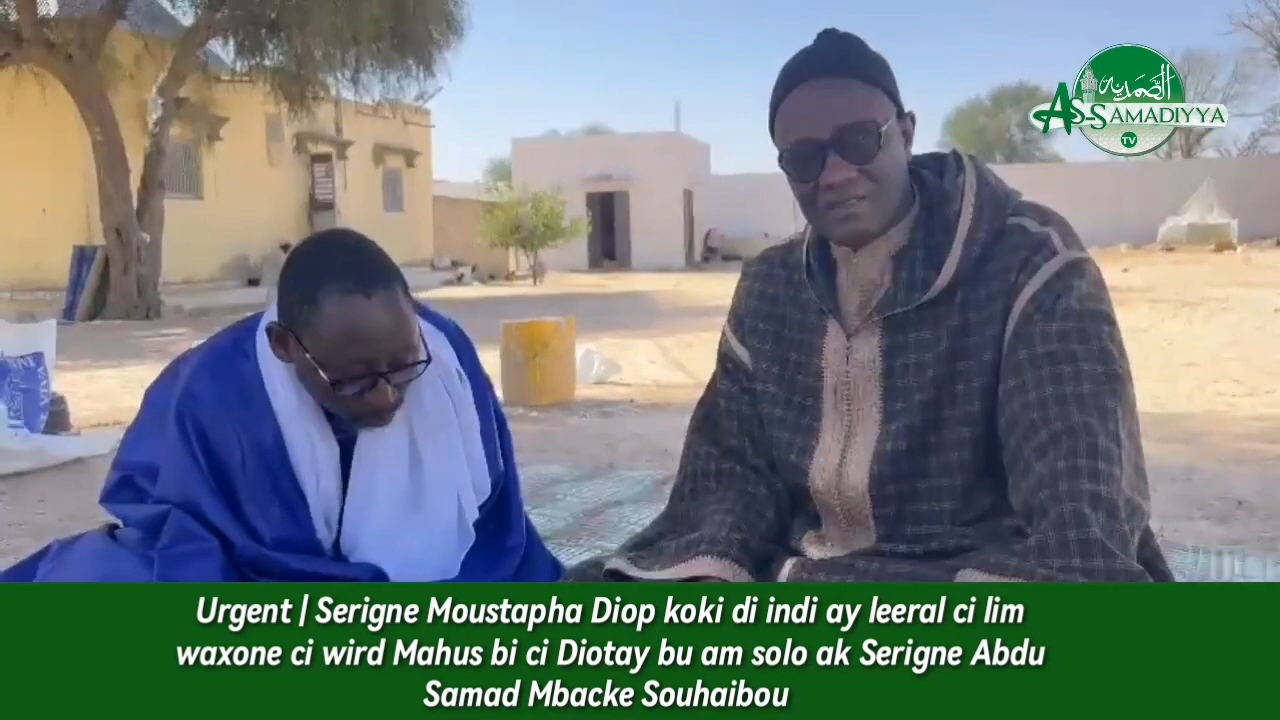 الصمدية
AS-SAMADIYYA
TV
Urgent | Serigne Moustapha Diop koki di indi ay leeral ci lim
waxone ci wird Mahus bi ci Diotay bu am solo ak Serigne Abdu
Samad Mbacke Souhaibou